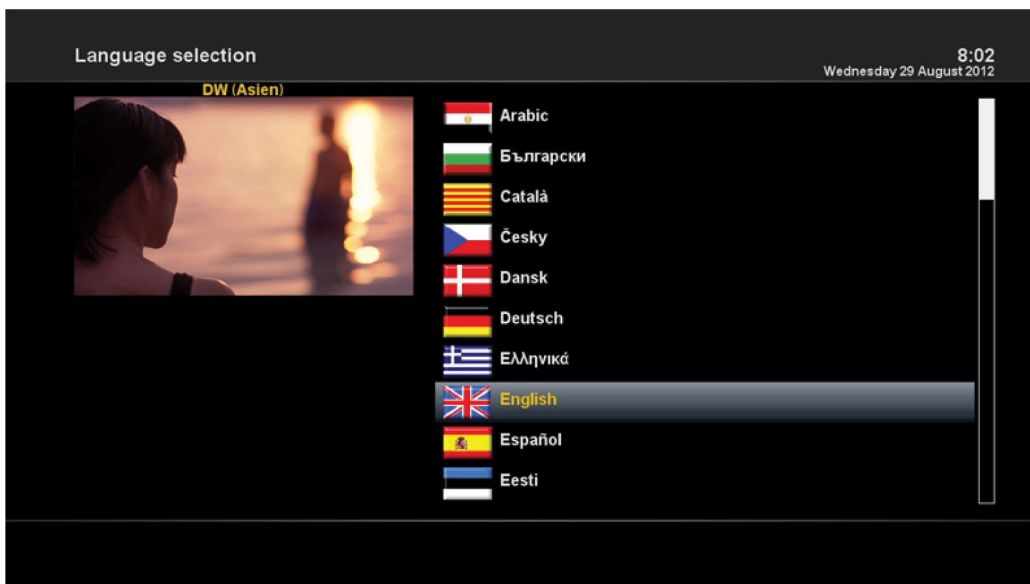 Language selection
8:02
Wednesday 29 August 2012
DW (Asien)
Arabic
Български
Català
Česky
Dansk
Deutsch
Ελληνικά
English
Español
Eesti